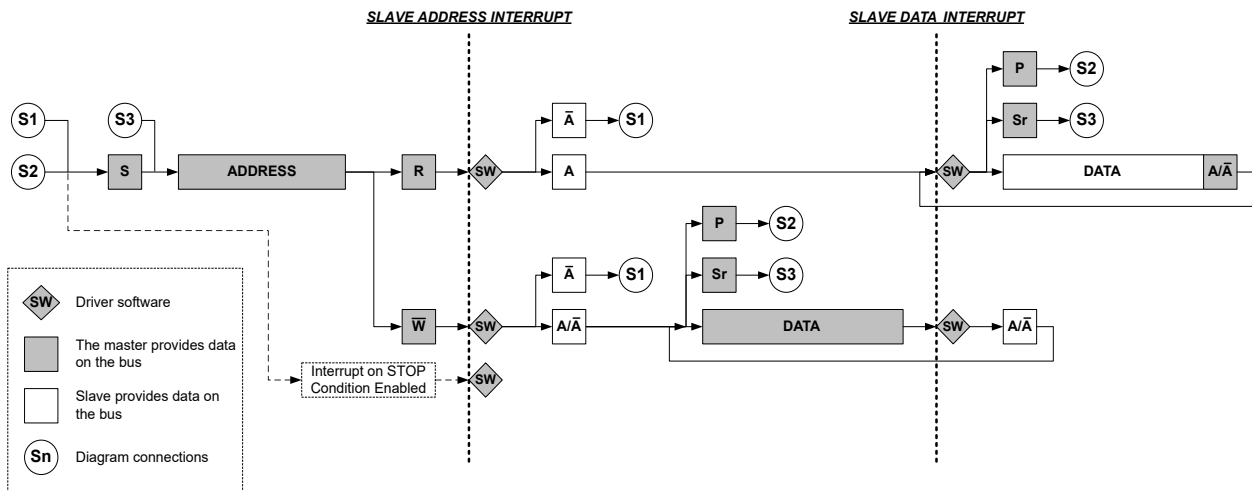 SLAVE ADDRESS INTERRUPT
SLAVE DATA INTERRUPT
P
S2
S1
S3
A̅
S1
Sr
S3
S2
S
ADDRESS
R
SW
A
SW
DATA
A/A̅
P
S2
A̅
S1
Sr
S3
W̅
SW
A/A̅
DATA
SW
A/A̅
Interrupt on STOP
Condition Enabled
SW
SW
Driver software
The master provides data
on the bus
Slave provides data on
the bus
Sn
Diagram connections